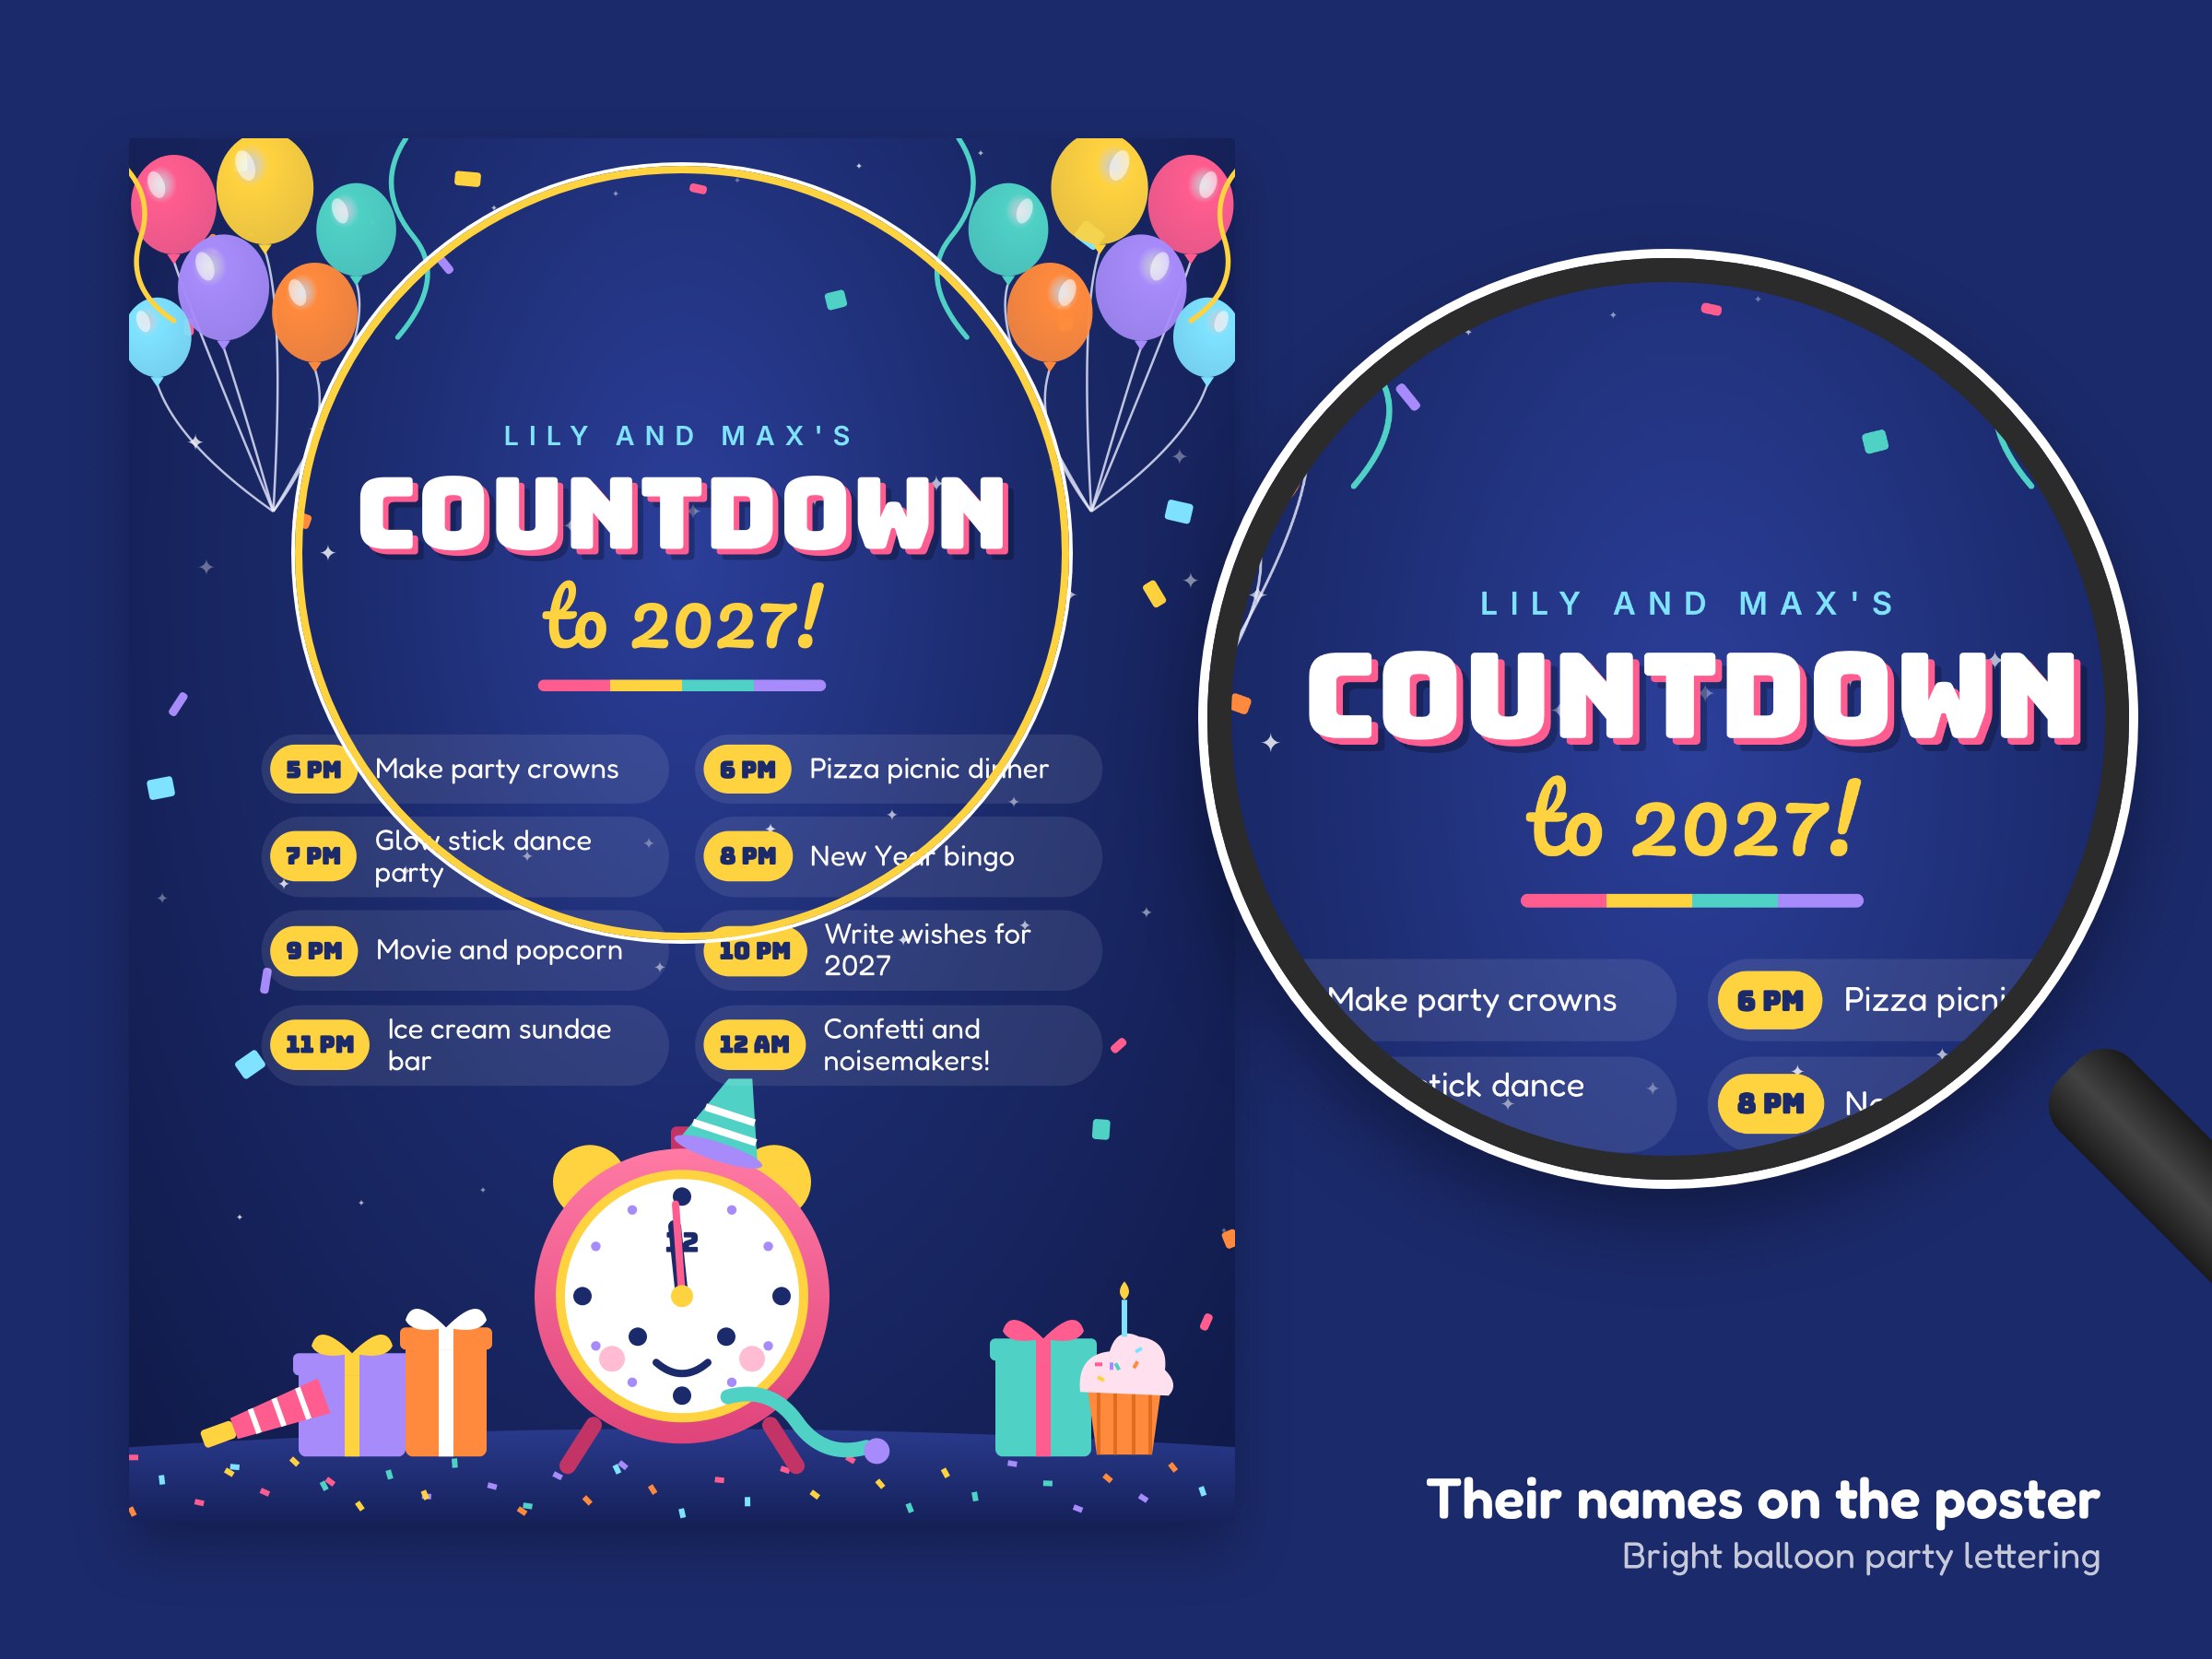 LILY AND MAX'S
COUNTDOWN
to 2027!
5 PM Make party crowns
6 PM Pizza picnic dinner
7 PM Glow stick dance
party
8 PM New Year bingo
9 PM Movie and popcorn
10 PM Write wishes for
2027
11 PM Ice cream sundae
bar
12 AM Confetti and
noisemakers!
12
LILY AND MAX'S
COUNTDOWN
to 2027!
Make party crowns
6 PM Pizza picni
stick dance
8 PM Ne
Their names on the poster
Bright balloon party lettering